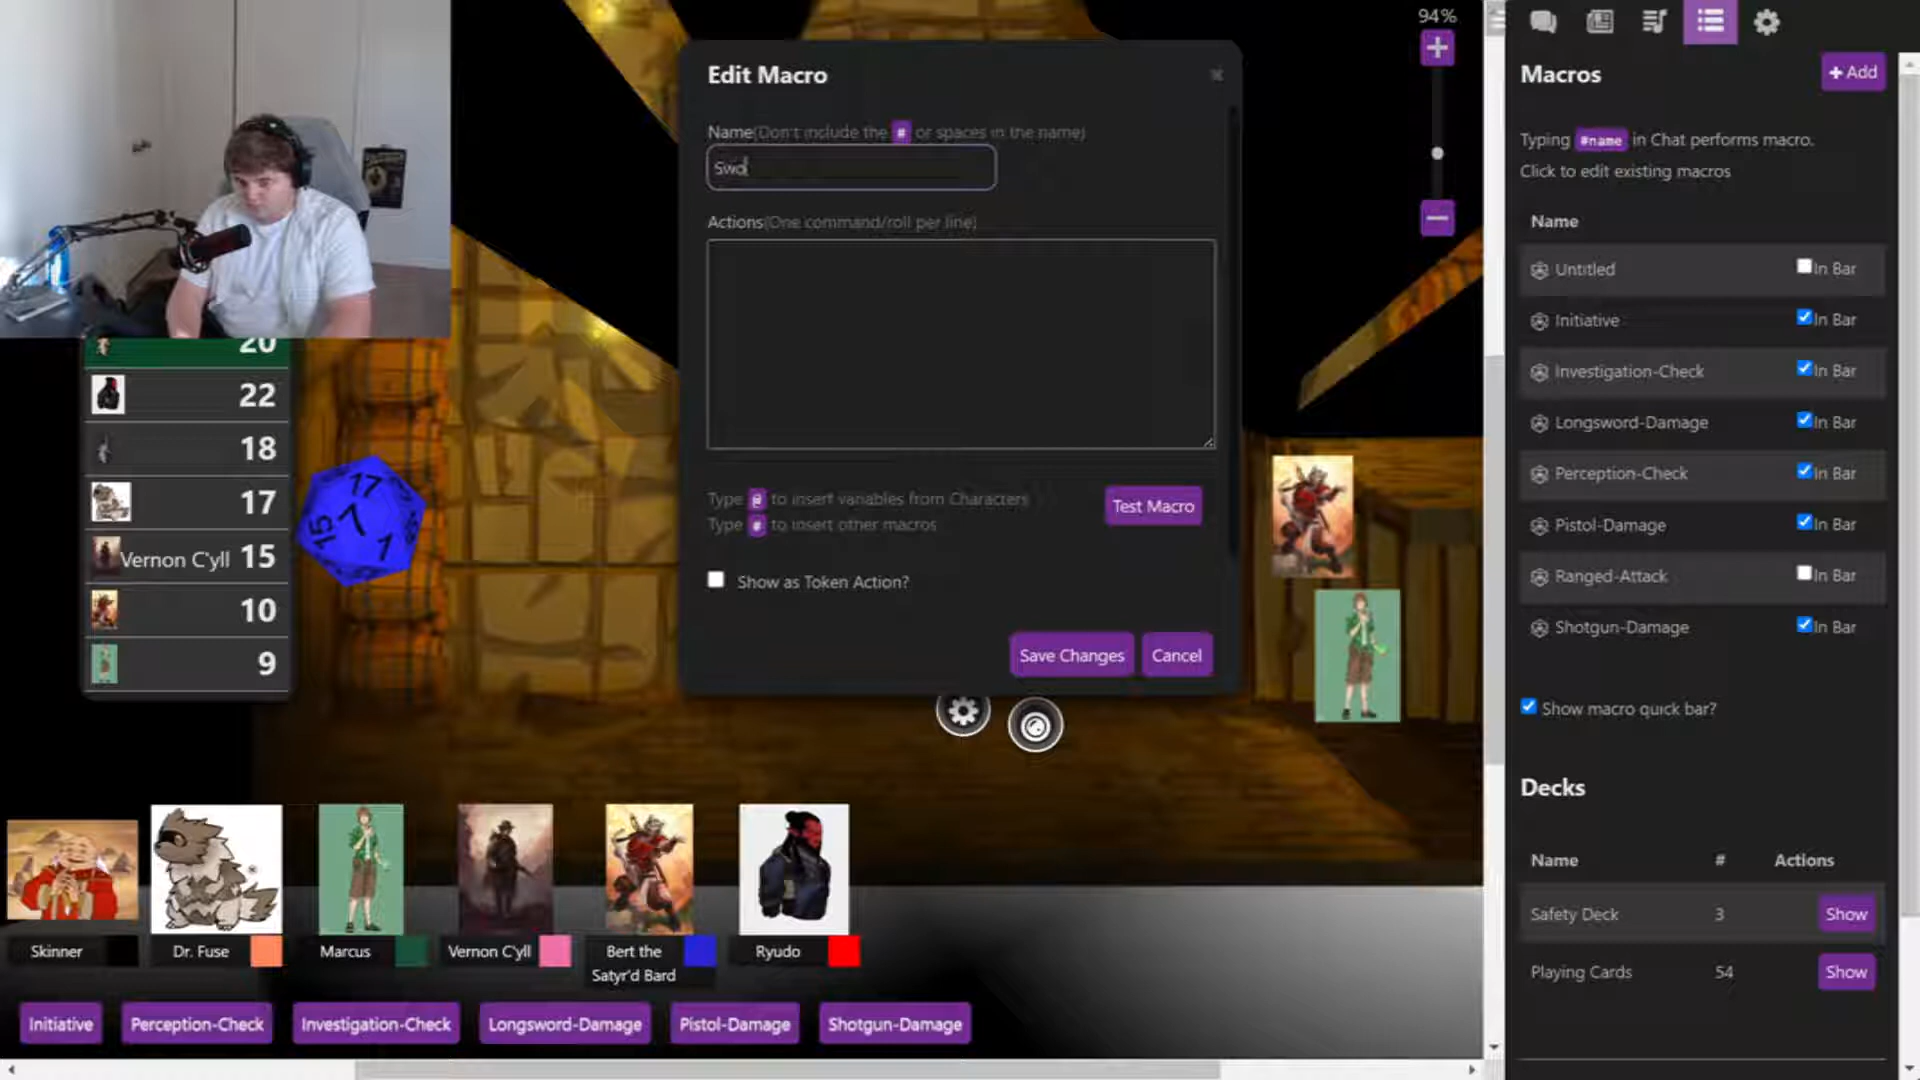 94%
Edit Macro
Name(Don't include the # or spaces in the name)
Swo
Actions(One command/roll per line)
Type @ to insert variables from Characters
Type # to insert other macros
Test Macro
Show as Token Action?
Save Changes
Cancel
20
22
18
17
Vernon C'yll 15
10
9
17
7
15
1
Skinner
Dr. Fuse
Marcus
Vernon C'yll
Bert the
Satyr'd Bard
Ryudo
Initiative
Perception-Check
Investigation-Check
Longsword-Damage
Pistol-Damage
Shotgun-Damage
Macros
+ Add
Typing #name in Chat performs macro.
Click to edit existing macros
Name
Untitled In Bar
Initiative In Bar
Investigation-Check In Bar
Longsword-Damage In Bar
Perception-Check In Bar
Pistol-Damage In Bar
Ranged-Attack In Bar
Shotgun-Damage In Bar
Show macro quick bar?
Decks
Name # Actions
Safety Deck 3 Show
Playing Cards 54 Show